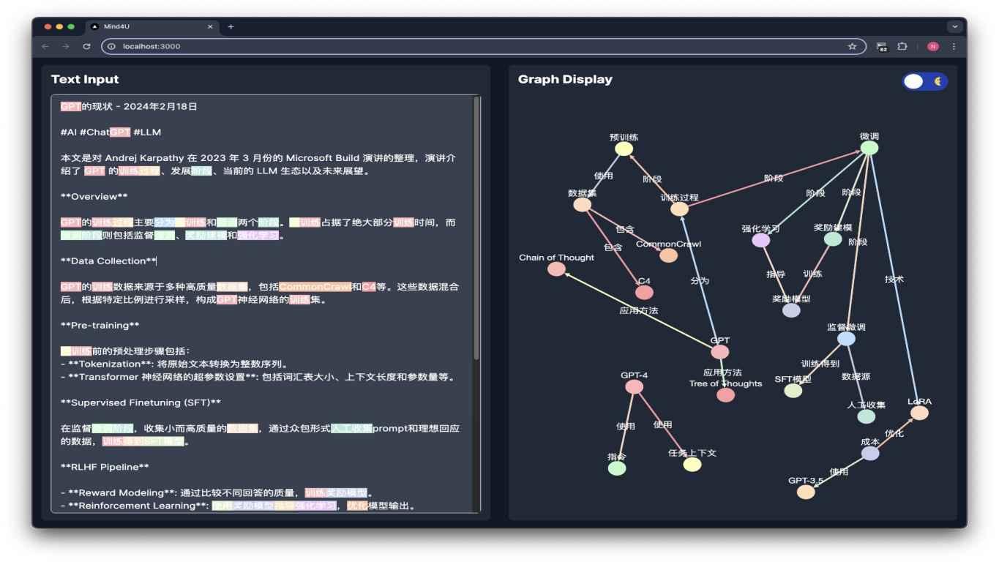 Mind4U
localhost:3000
82
N
Text Input
GPT的现状 - 2024年2月18日
#AI #ChatGPT #LLM
本文是对 Andrej Karpathy 在 2023 年 3 月份的 Microsoft Build 演讲的整理，演讲介
绍了 GPT 的训练过程、发展阶段、当前的 LLM 生态以及未来展望。
**Overview**
GPT的训练过程主要分为预训练和微调两个阶段。预训练占据了绝大部分训练时间，而
微调阶段则包括监督微调、奖励建模和强化学习。
**Data Collection**
GPT的训练数据来源于多种高质量数据集，包括CommonCrawl和C4等。这些数据混合
后，根据特定比例进行采样，构成GPT神经网络的训练集。
**Pre-training**
预训练前的预处理步骤包括：
- **Tokenization**: 将原始文本转换为整数序列。
- **Transformer 神经网络的超参数设置**: 包括词汇表大小、上下文长度和参数量等。
**Supervised Finetuning (SFT)**
在监督微调阶段，收集小而高质量的数据集，通过众包形式人工收集prompt和理想回应
的数据，训练得到SFT模型。
**RLHF Pipeline**
- **Reward Modeling**: 通过比较不同回答的质量，训练奖励模型。
- **Reinforcement Learning**: 使用奖励模型指导强化学习，优化模型输出。
Graph Display
预训练
微调
使用
阶段
阶段
数据集
训练过程
阶段
阶段
包含
强化学习
奖励建模
包含
CommonCrawl
阶段
Chain of Thought
指导
训练
C4
分为
技术
奖励模型
应用方法
监督微调
GPT
训练得到
GPT-4
应用方法
SFT模型
数据源
Tree of Thoughts
人工收集
LoRA
使用
使用
优化
成本
指令
任务上下文
使用
GPT-3.5